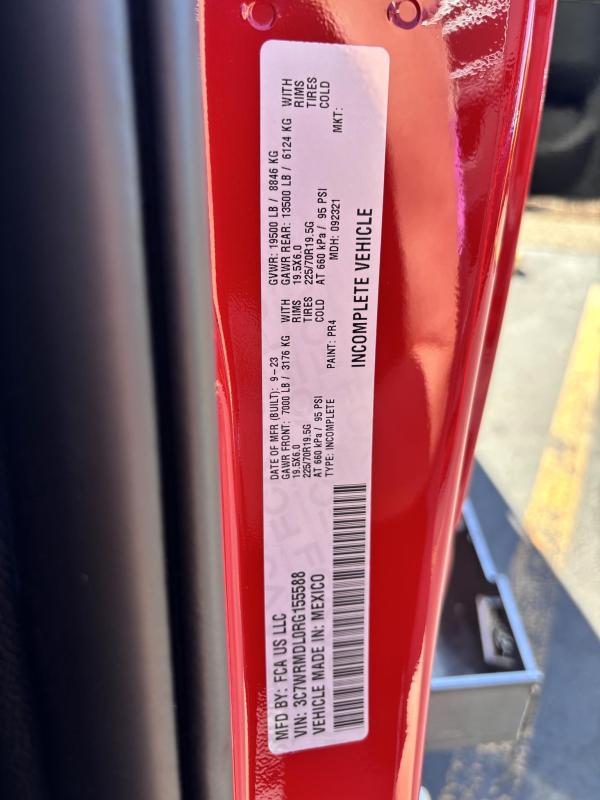 MFD BY: FCA US LLC
VIN: 3C7WRMDL0RG155588
VEHICLE MADE IN: MEXICO
DATE OF MFR (BUILT): 9-23
GVWR: 19500 LB / 8846 KG
GAWR FRONT: 7000 LB / 3176 KG WITH
19.5X6.0 RIMS
225/70R19.5G TIRES
AT 660 kPa / 95 PSI COLD
GAWR REAR: 13500 LB / 6124 KG WITH
19.5X6.0 RIMS
225/70R19.5G TIRES
AT 660 kPa / 95 PSI COLD
TYPE: INCOMPLETE PAINT: PR4 MDH: 092321 MKT:
INCOMPLETE VEHICLE